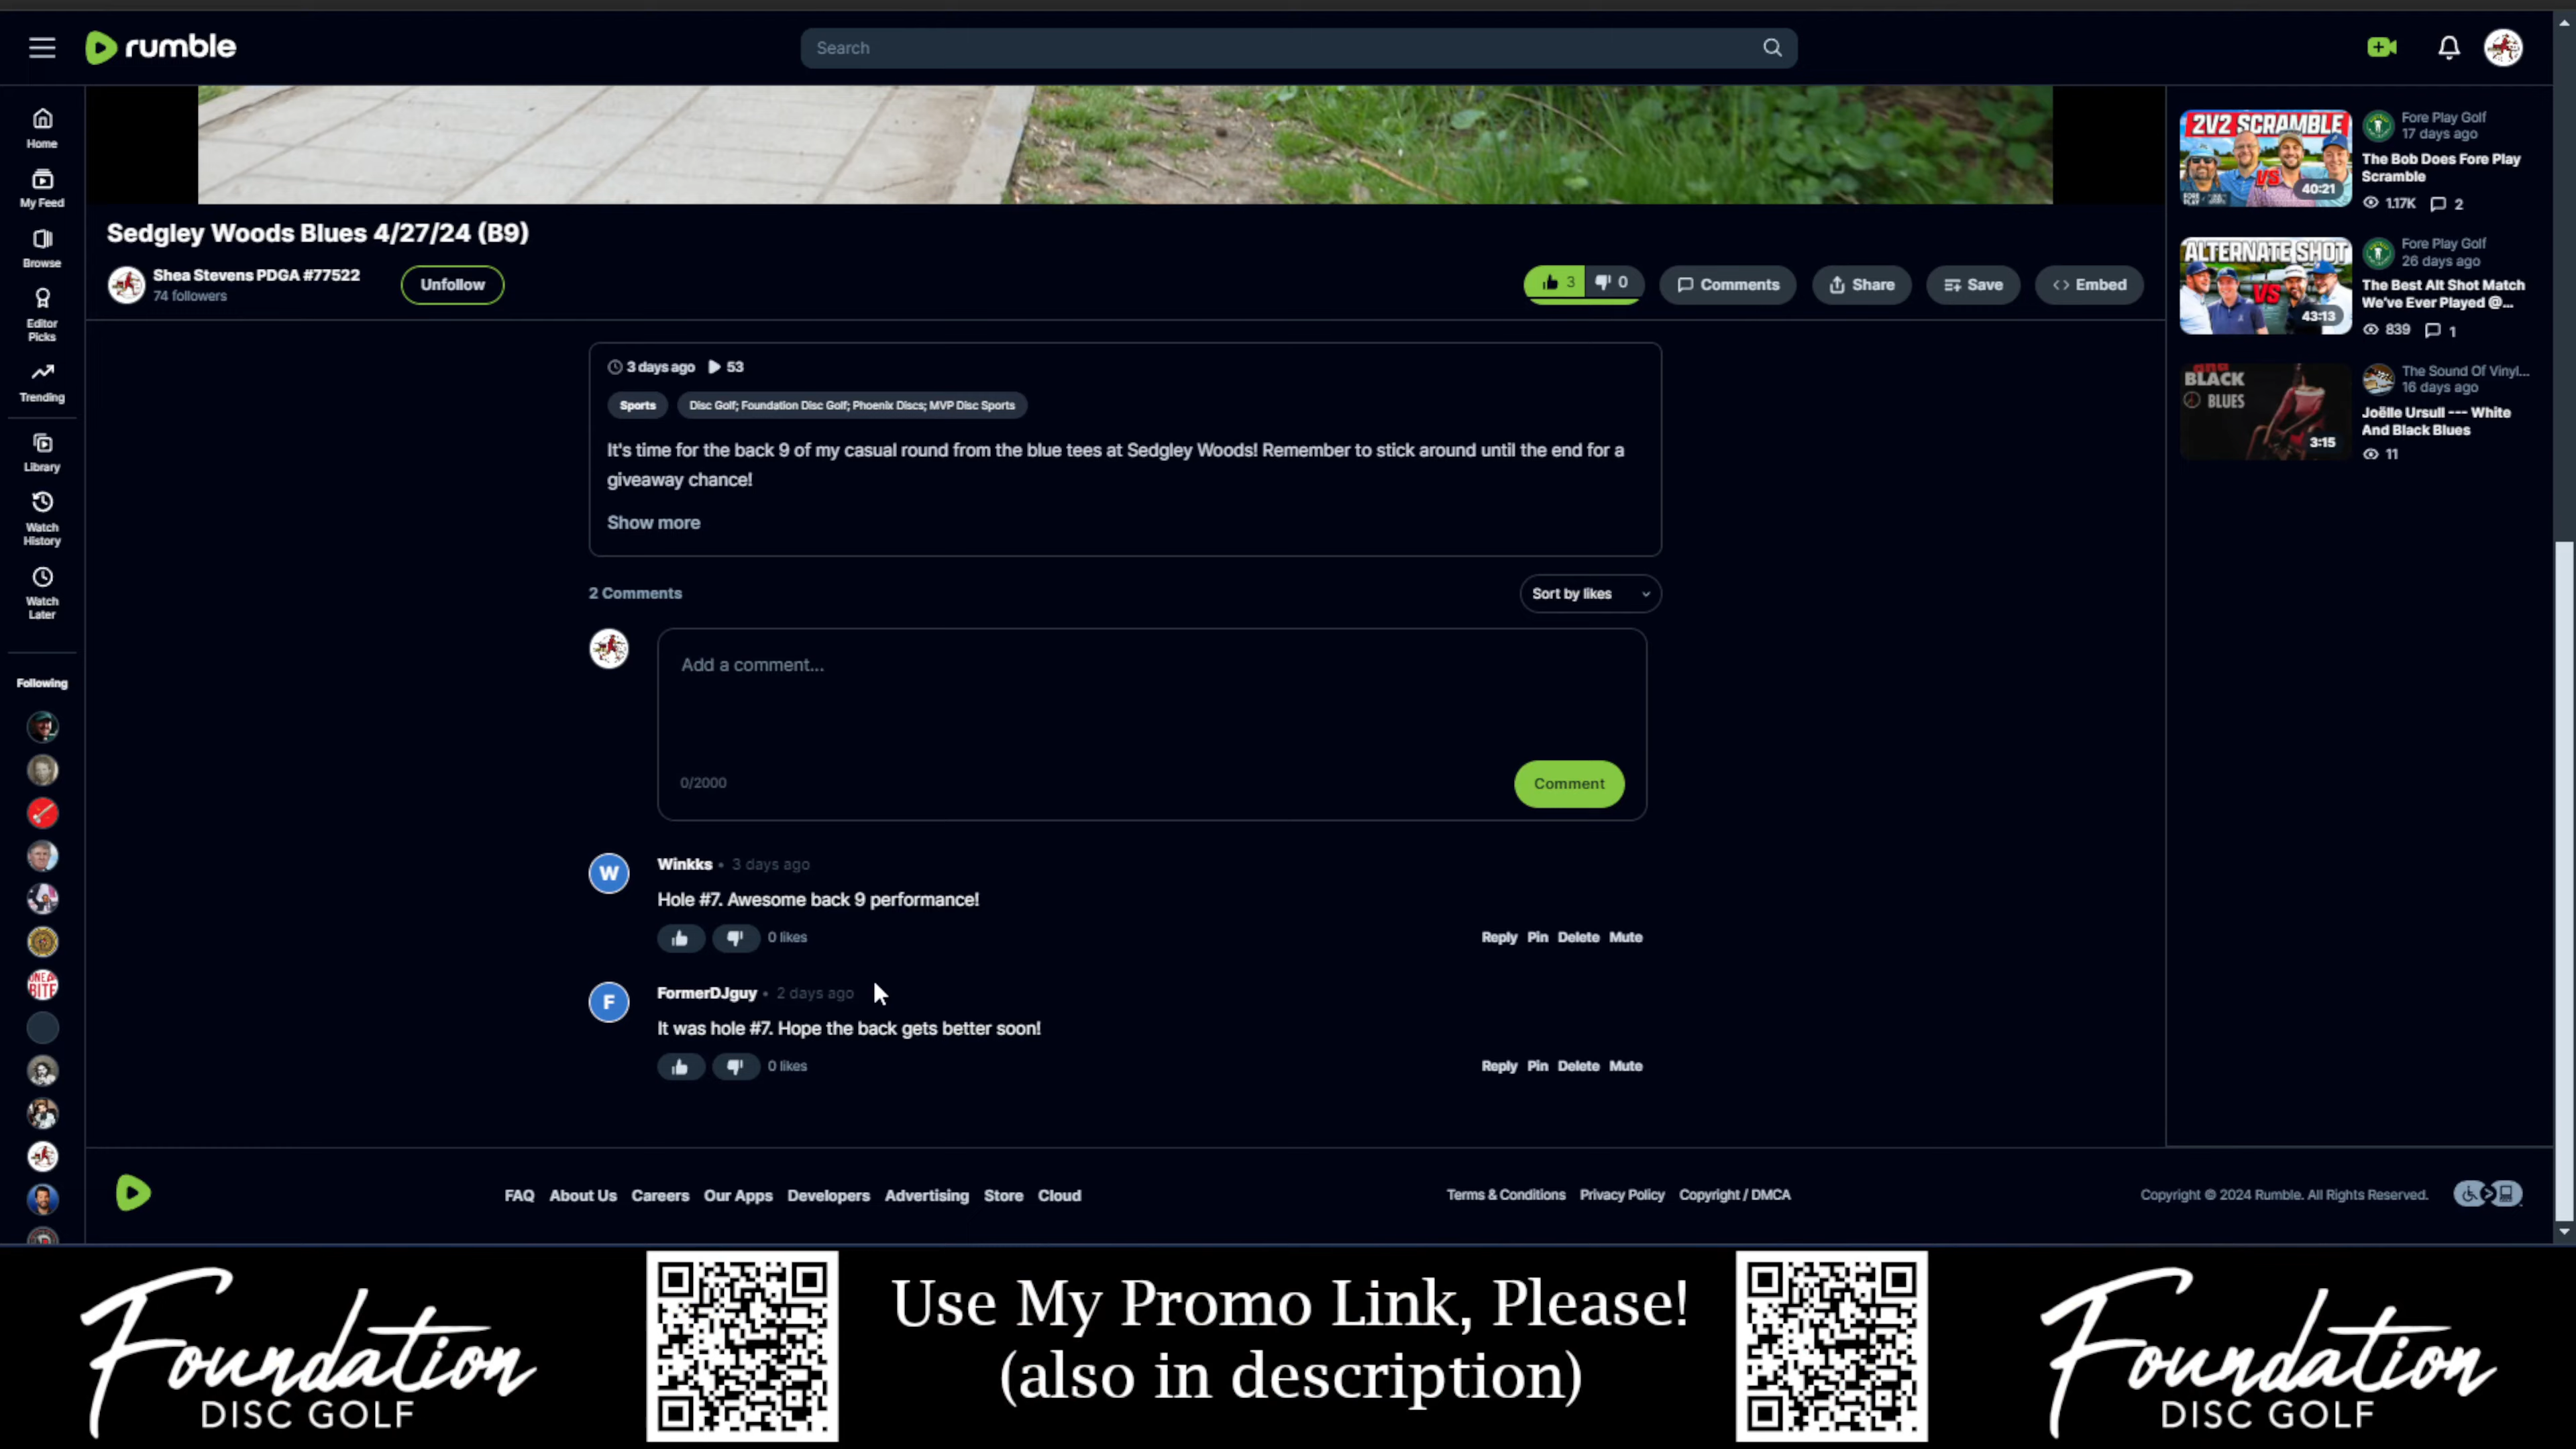 rumble
Search
Home
My Feed
Browse
Editor
Picks
Trending
Library
Watch
History
Watch
Later
Following
ONE
BITE
Sedgley Woods Blues 4/27/24 (B9)
Shea Stevens PDGA #77522
74 followers
Unfollow
3
0
Comments
Share
Save
Embed
3 days ago
53
Sports
Disc Golf; Foundation Disc Golf; Phoenix Discs; MVP Disc Sports
It's time for the back 9 of my casual round from the blue tees at Sedgley Woods! Remember to stick around until the end for a
giveaway chance!
Show more
2 Comments
Sort by likes
Add a comment...
0/2000
Comment
W
Winkks • 3 days ago
Hole #7. Awesome back 9 performance!
0 likes
Reply Pin Delete Mute
F
FormerDJguy • 2 days ago
It was hole #7. Hope the back gets better soon!
0 likes
Reply Pin Delete Mute
2V2 SCRAMBLE
VS
40:21
Fore Play Golf
17 days ago
The Bob Does Fore Play
Scramble
1.17K
2
ALTERNATE SHOT
VS
43:13
Fore Play Golf
26 days ago
The Best Alt Shot Match
We've Ever Played @...
839
1
and
BLACK
BLUES
3:15
The Sound Of Vinyl...
16 days ago
Joëlle Ursull --- White
And Black Blues
11
FAQ About Us Careers Our Apps Developers Advertising Store Cloud
Terms & Conditions Privacy Policy Copyright / DMCA
Copyright © 2024 Rumble. All Rights Reserved.
Foundation
DISC GOLF
Use My Promo Link, Please!
(also in description)
Foundation
DISC GOLF